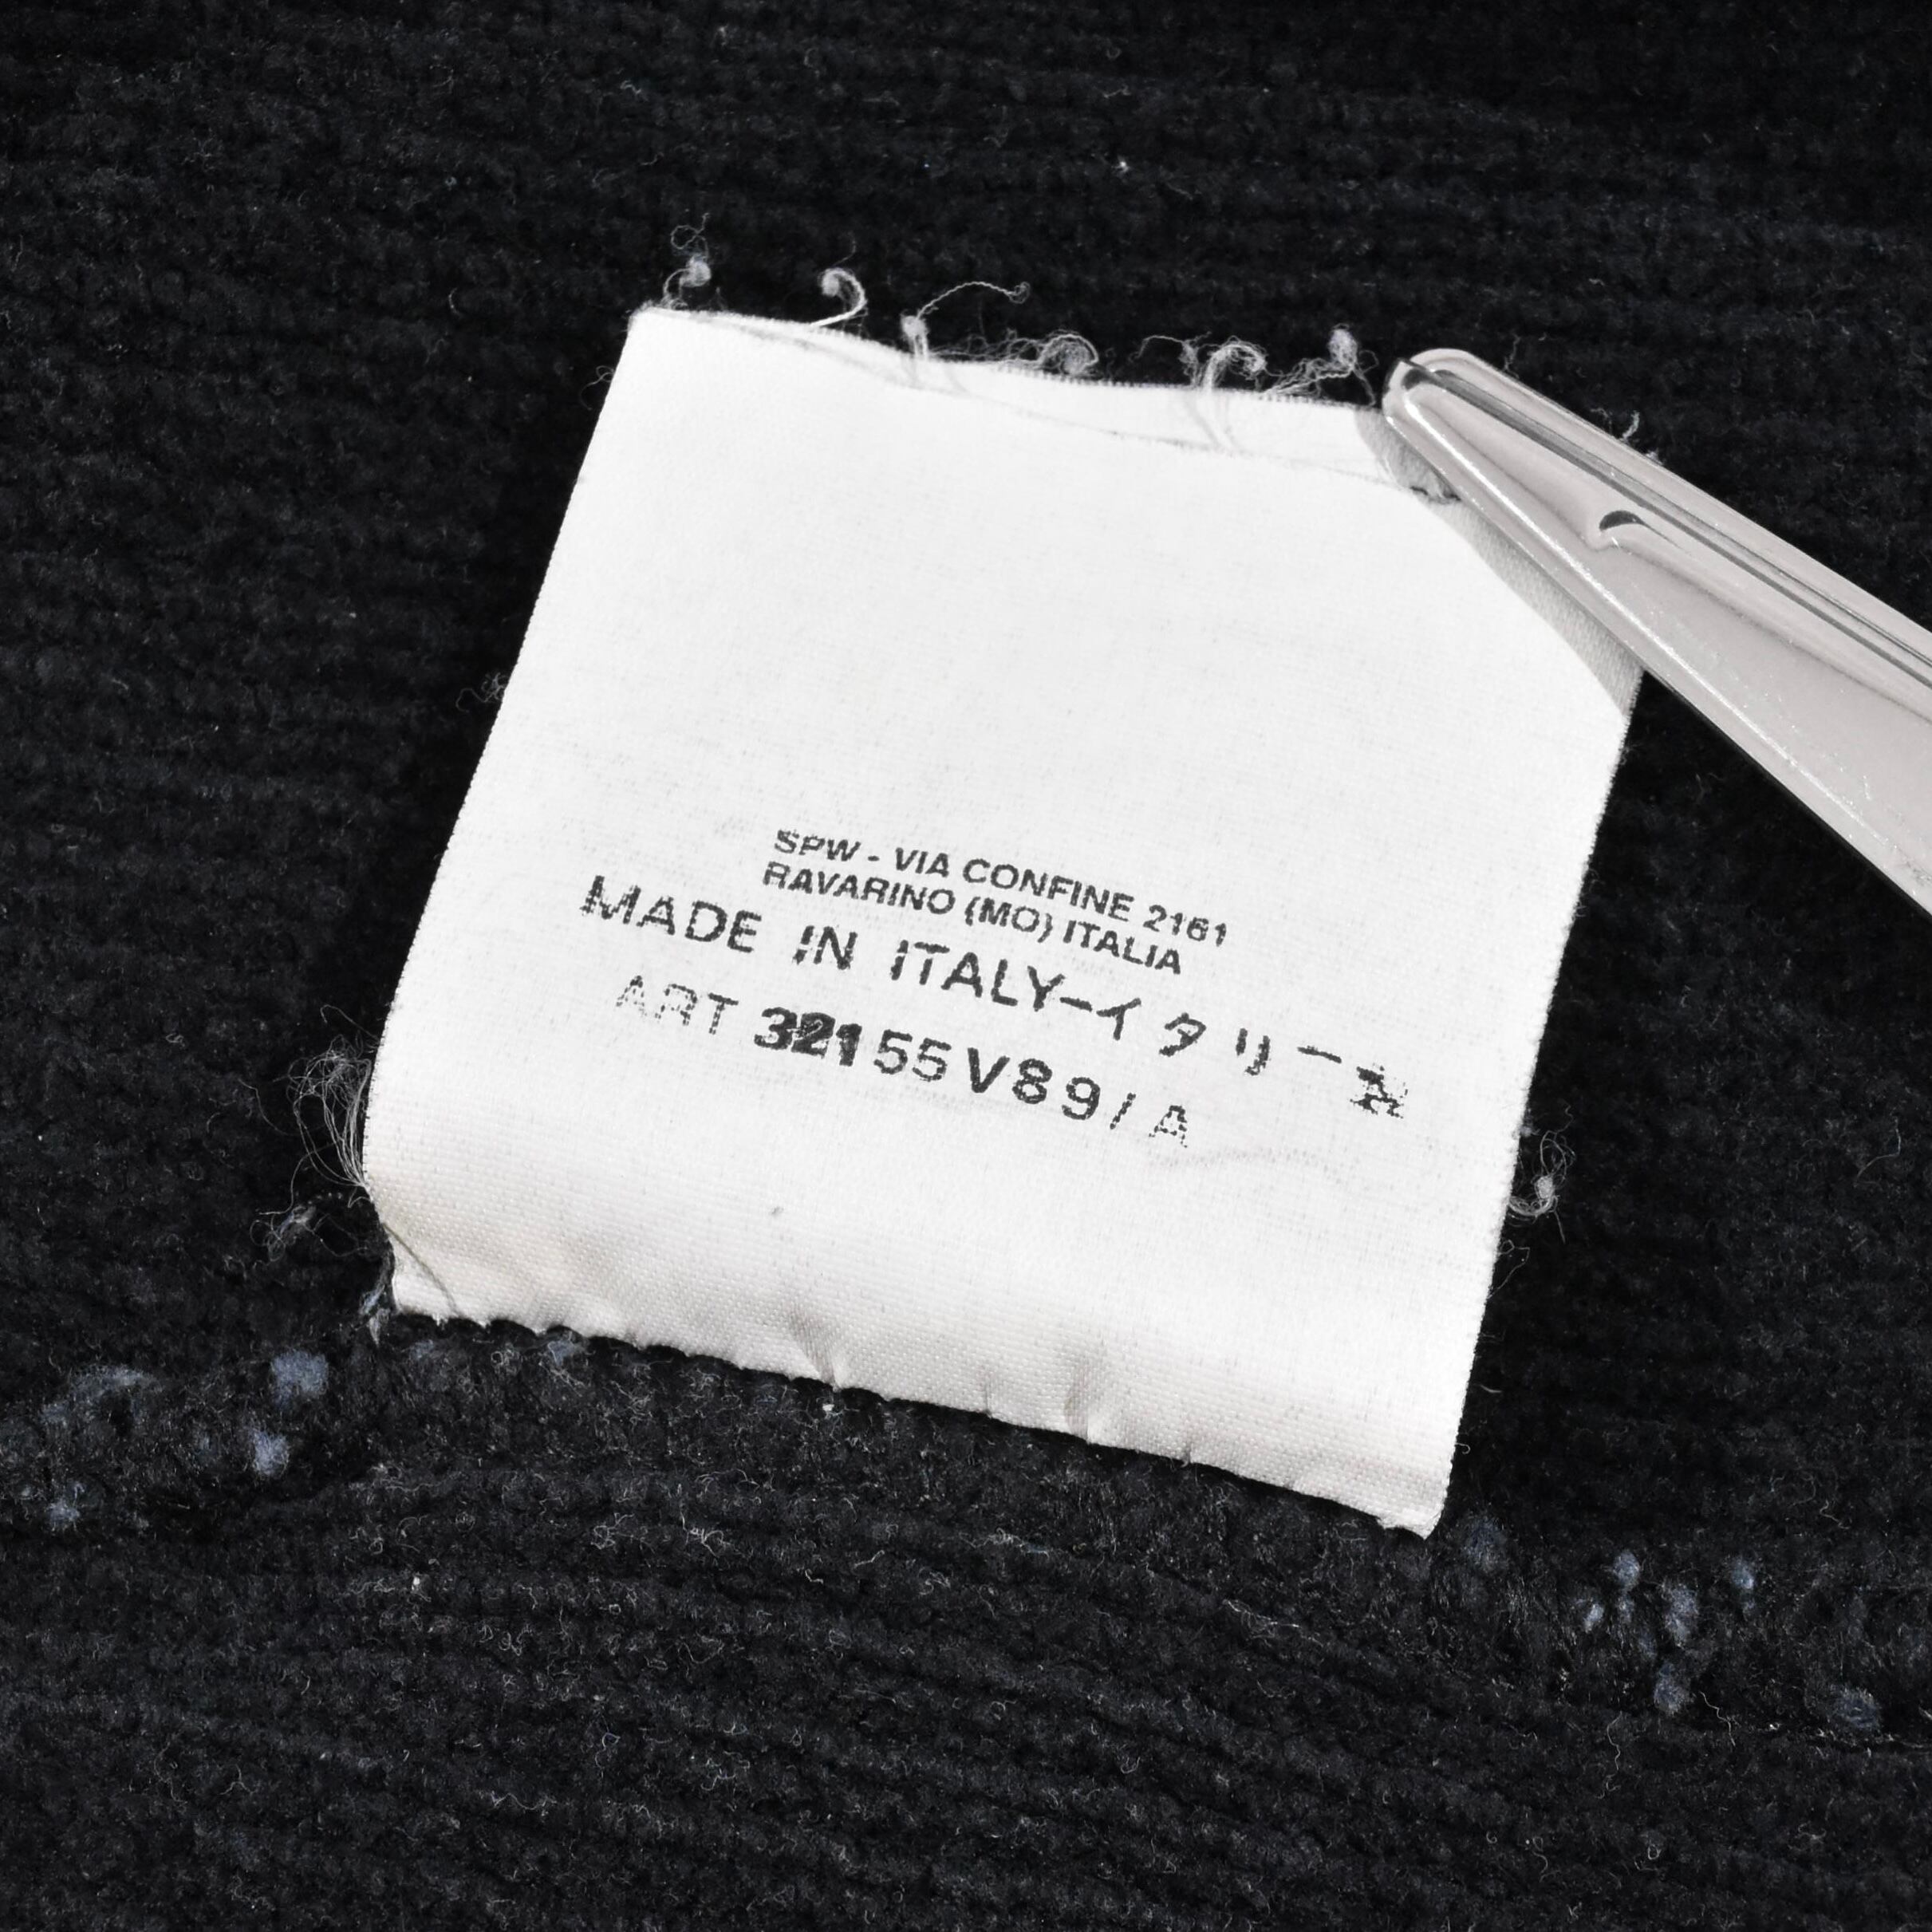 SPW - VIA CONFINE 2161
RAVARINO (MO) ITALIA
MADE IN ITALY-イタリー製
ART 32155V89/A